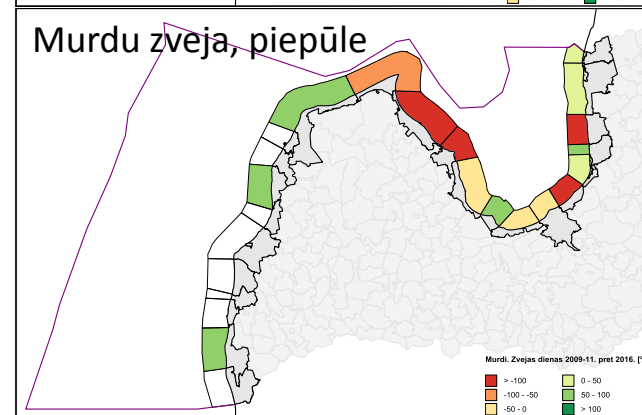 Murdu zveja, piepūle
Murdi. Zvejas dienas 2009-11. pret 2016. [
> -100
0 - 50
-100 - -50
50 - 100
-50 - 0
> 100